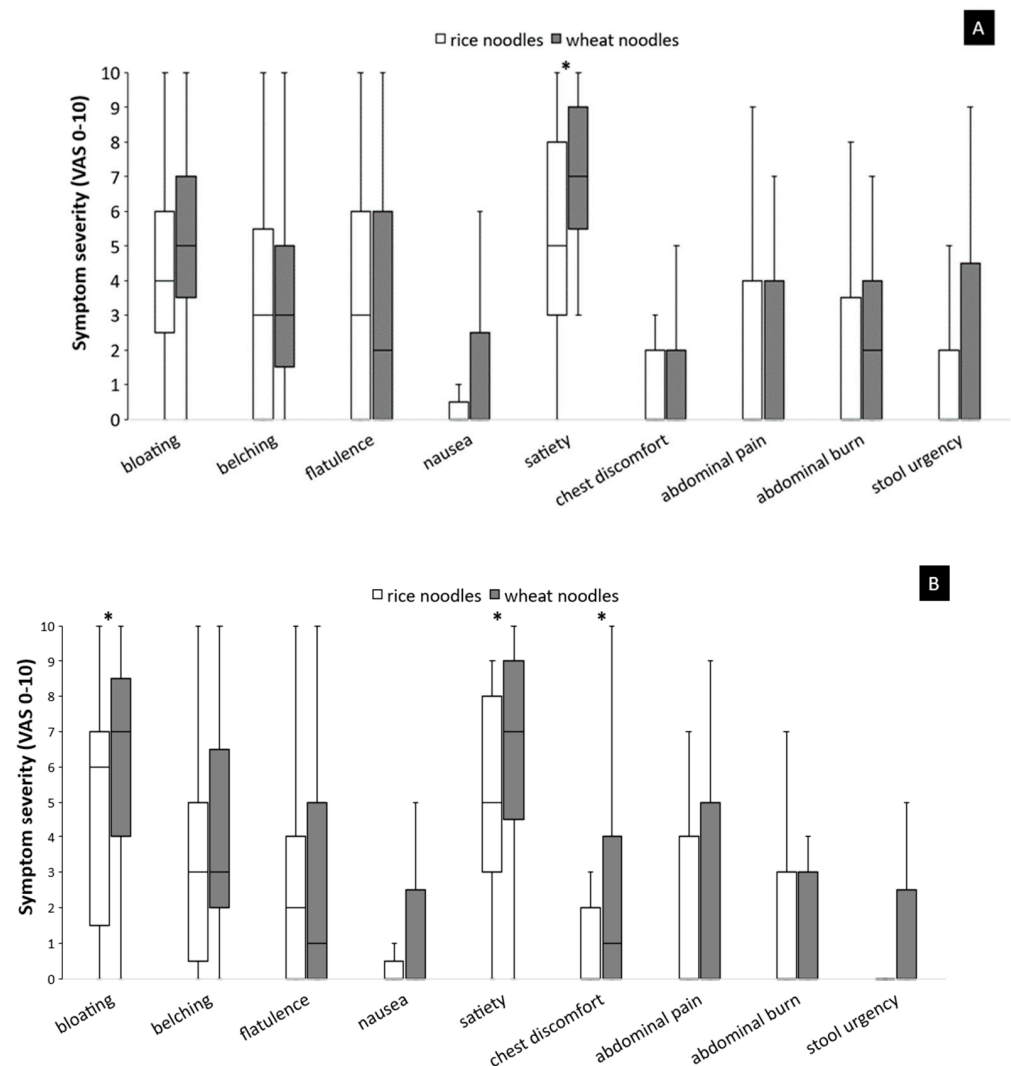 A
rice noodles wheat noodles
*
Symptom severity (VAS 0-10)
10
9
8
7
6
5
4
3
2
1
0
bloating
belching
flatulence
nausea
satiety
chest discomfort
abdominal pain
abdominal burn
stool urgency
B
rice noodles wheat noodles
* * *
Symptom severity (VAS 0-10)
10
9
8
7
6
5
4
3
2
1
0
bloating
belching
flatulence
nausea
satiety
chest discomfort
abdominal pain
abdominal burn
stool urgency